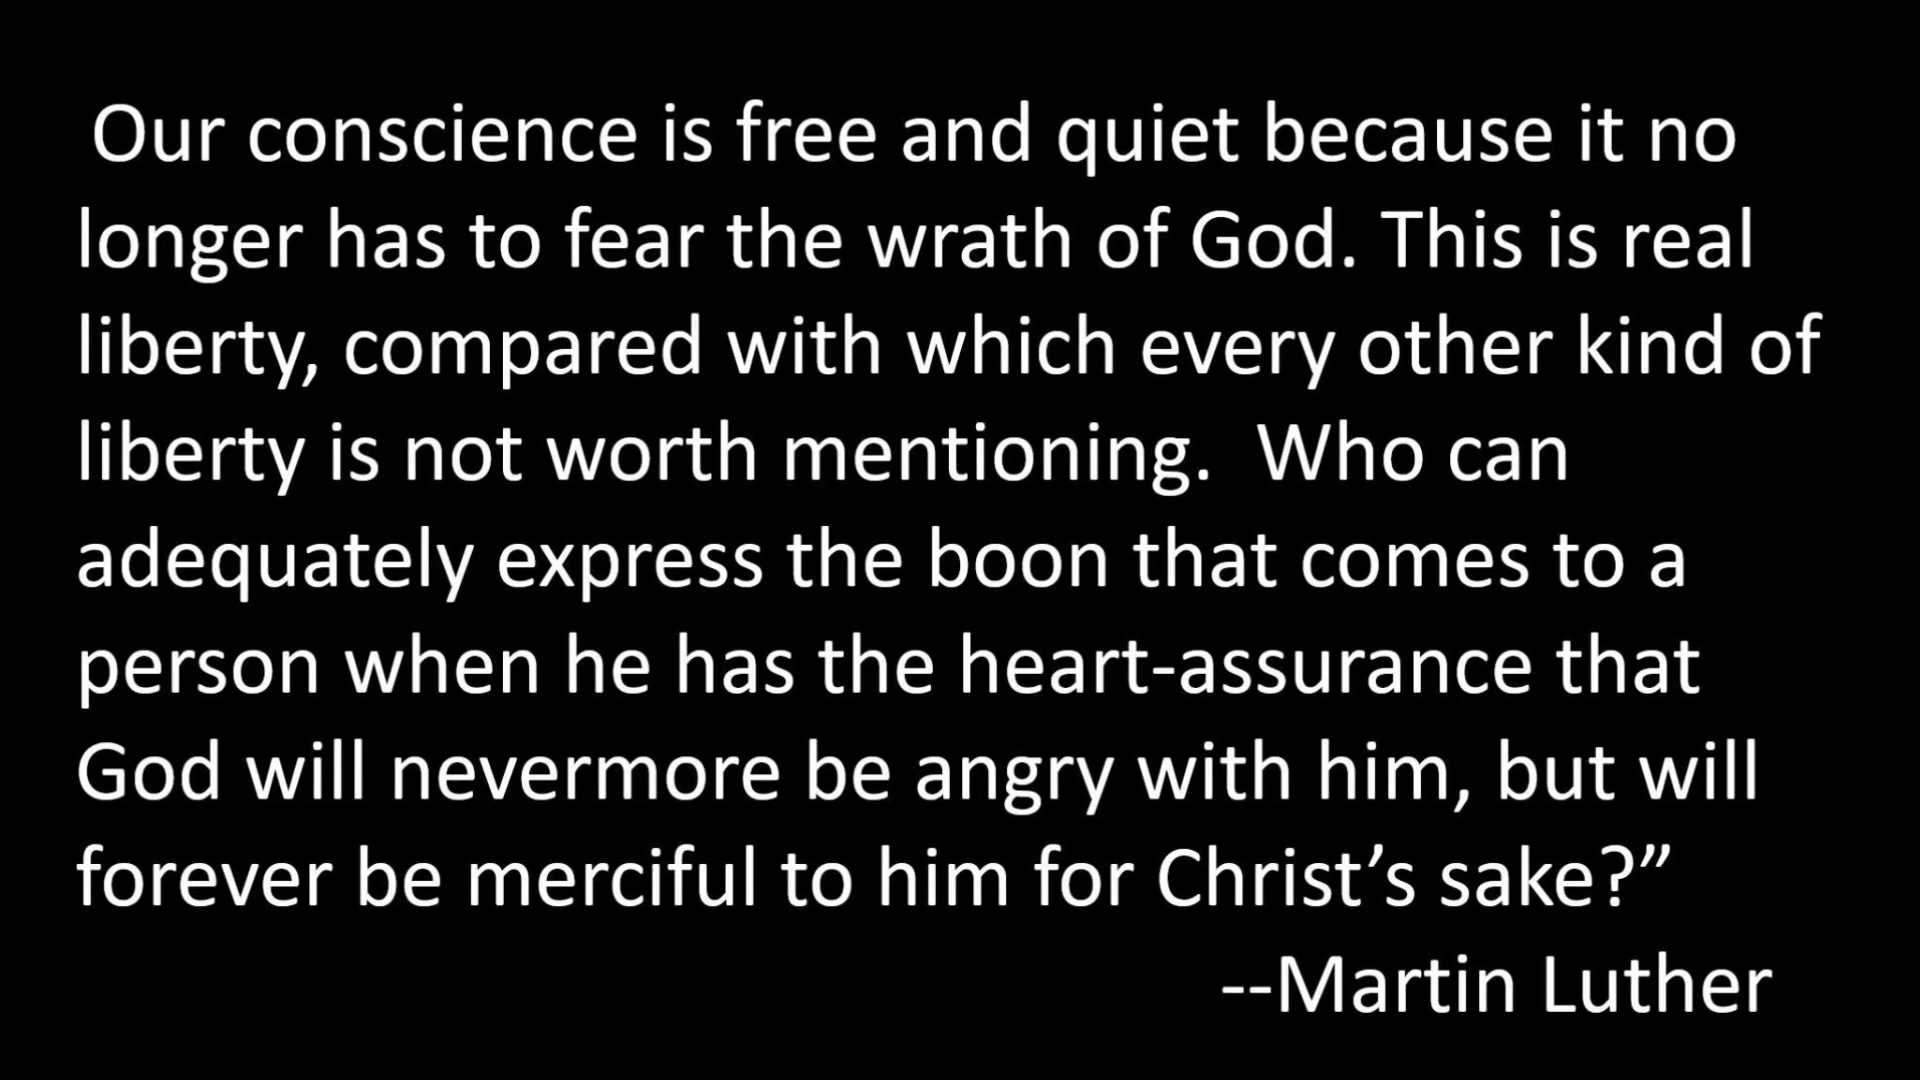 Our conscience is free and quiet because it no
longer has to fear the wrath of God. This is real
liberty, compared with which every other kind of
liberty is not worth mentioning.  Who can
adequately express the boon that comes to a
person when he has the heart-assurance that
God will nevermore be angry with him, but will
forever be merciful to him for Christ’s sake?”
--Martin Luther